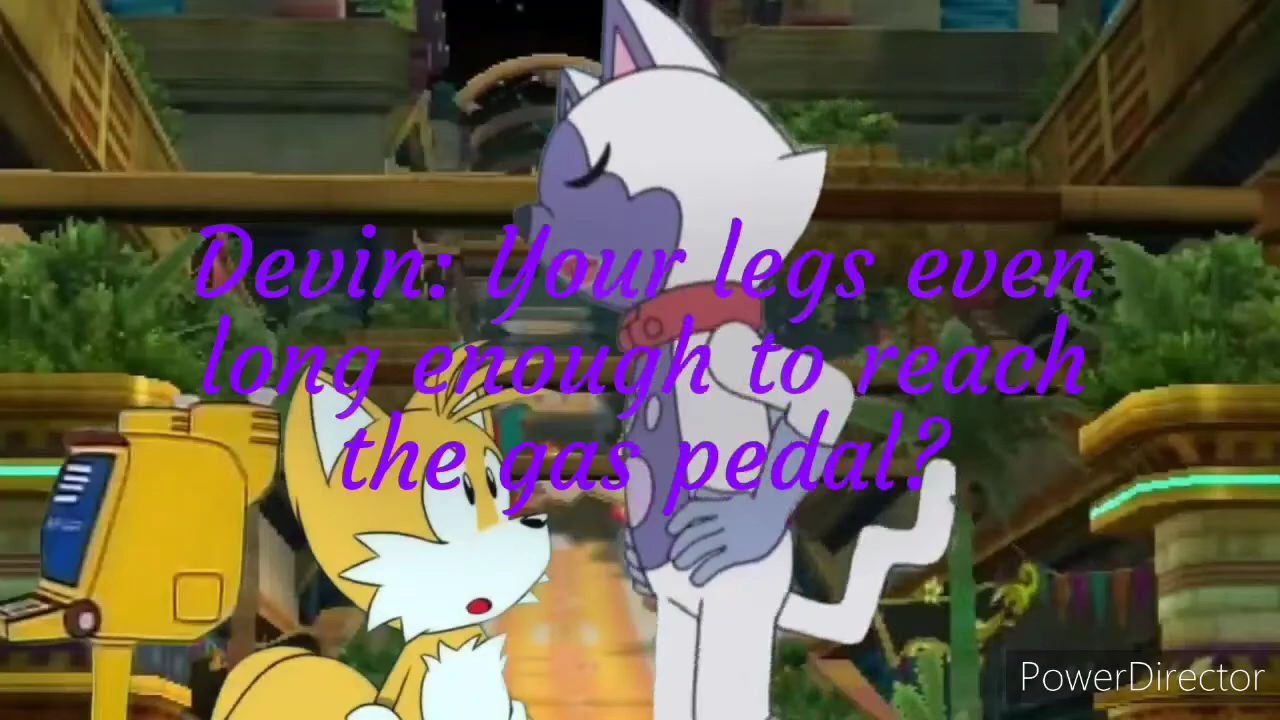 Devin: Your legs even
long enough to reach
the gas pedal?
PowerDirector